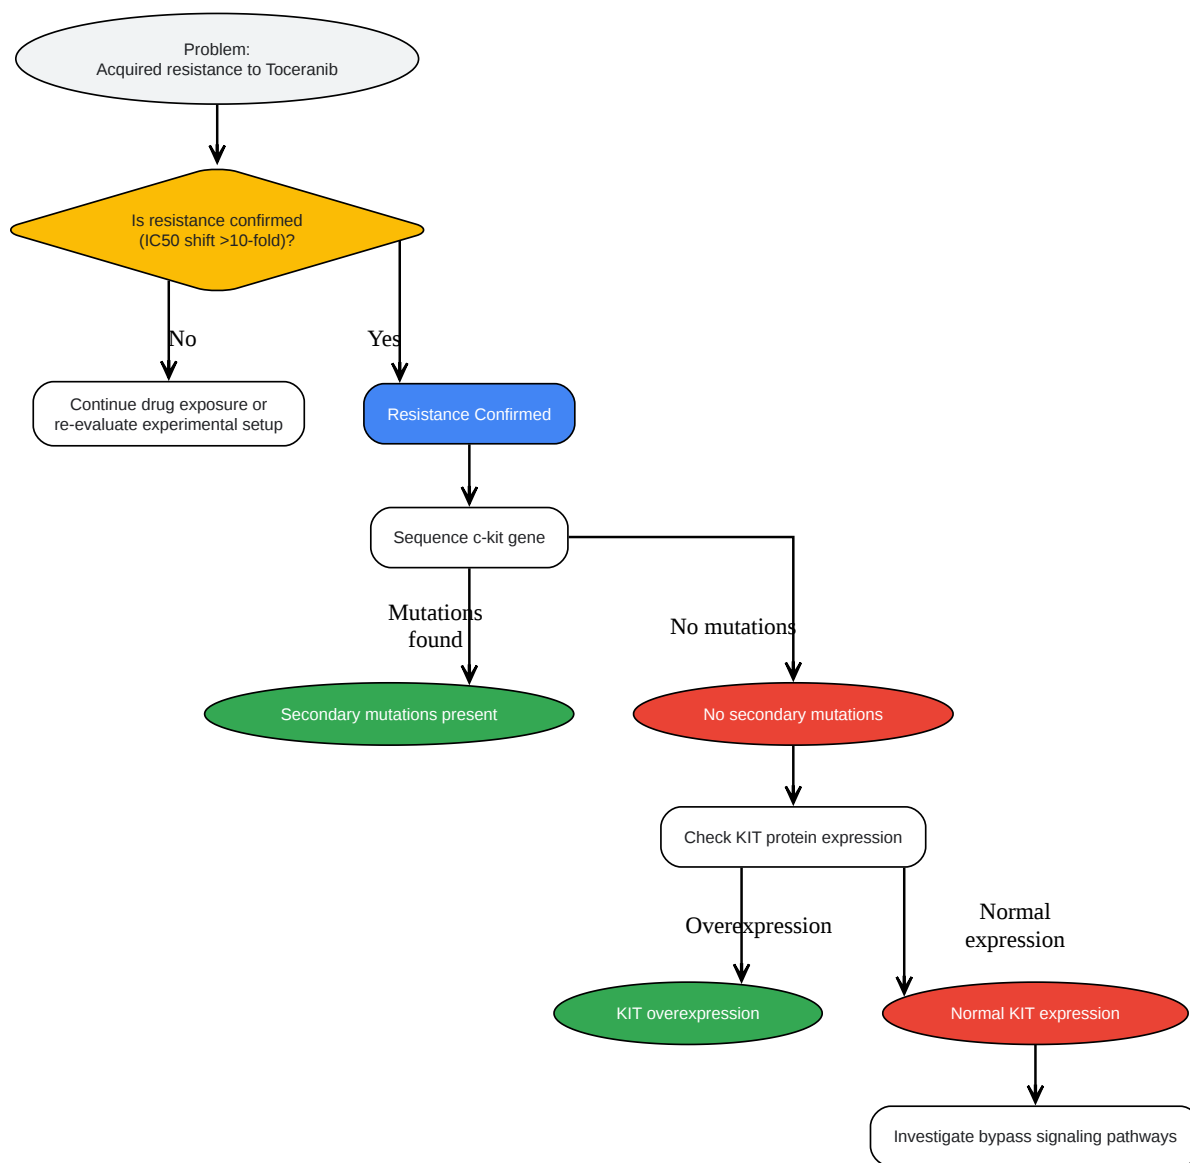 Problem:
Acquired resistance to Toceranib
Is resistance confirmed
(IC50 shift >10-fold)?
No
Yes
Continue drug exposure or
re-evaluate experimental setup
Resistance Confirmed
Sequence c-kit gene
Mutations
found
No mutations
Secondary mutations present
No secondary mutations
Check KIT protein expression
Overexpression
Normal
expression
KIT overexpression
Normal KIT expression
Investigate bypass signaling pathways